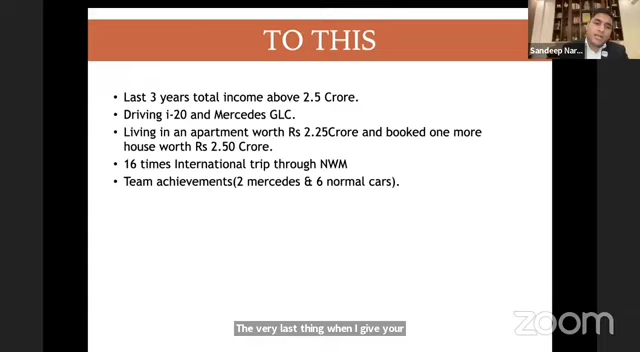 TO THIS
Sandeep Nar...
• Last 3 years total income above 2.5 Crore.
• Driving i-20 and Mercedes GLC.
• Living in an apartment worth Rs 2.25Crore and booked one more
house worth Rs 2.50 Crore.
• 16 times International trip through NWM
• Team achievements(2 mercedes & 6 normal cars).
The very last thing when I give your
zoom